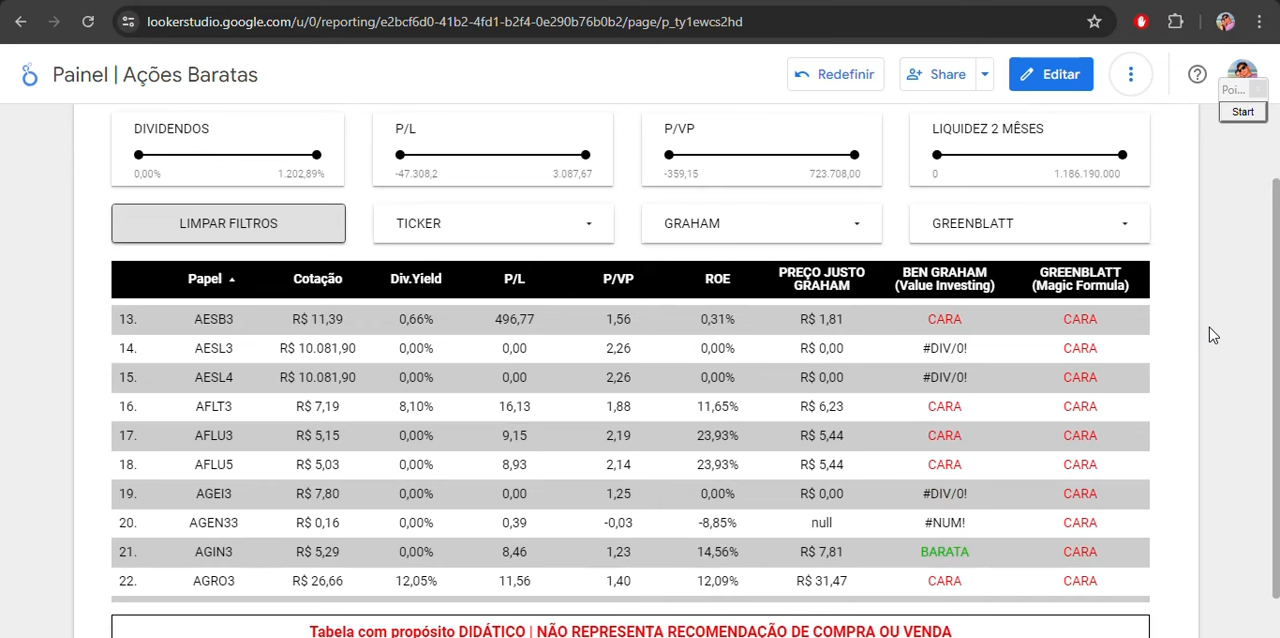 lookerstudio.google.com/u/0/reporting/e2bcf6d0-41b2-4fd1-b2f4-0e290b76b0b2/page/p_ty1ewcs2hd
Painel | Ações Baratas
Redefinir
Share
Editar
Poi...
Start
DIVIDENDOS
P/L
P/VP
LIQUIDEZ 2 MÊSES
0,00% 1.202,89%
-47.308,2 3.087,67
-359,15 723.708,00
0 1.186.190.000
LIMPAR FILTROS
TICKER
GRAHAM
GREENBLATT
Papel Cotação Div.Yield P/L P/VP ROE PREÇO JUSTO GRAHAM BEN GRAHAM (Value Investing) GREENBLATT (Magic Formula)
13. AESB3 R$ 11,39 0,66% 496,77 1,56 0,31% R$ 1,81 CARA CARA
14. AESL3 R$ 10.081,90 0,00% 0,00 2,26 0,00% R$ 0,00 #DIV/0! CARA
15. AESL4 R$ 10.081,90 0,00% 0,00 2,26 0,00% R$ 0,00 #DIV/0! CARA
16. AFLT3 R$ 7,19 8,10% 16,13 1,88 11,65% R$ 6,23 CARA CARA
17. AFLU3 R$ 5,15 0,00% 9,15 2,19 23,93% R$ 5,44 CARA CARA
18. AFLU5 R$ 5,03 0,00% 8,93 2,14 23,93% R$ 5,44 CARA CARA
19. AGEI3 R$ 7,80 0,00% 0,00 1,25 0,00% R$ 0,00 #DIV/0! CARA
20. AGEN33 R$ 0,16 0,00% 0,39 -0,03 -8,85% null #NUM! CARA
21. AGIN3 R$ 5,29 0,00% 8,46 1,23 14,56% R$ 7,81 BARATA CARA
22. AGRO3 R$ 26,66 12,05% 11,56 1,40 12,09% R$ 31,47 CARA CARA
Tabela com propósito DIDÁTICO | NÃO REPRESENTA RECOMENDAÇÃO DE COMPRA OU VENDA